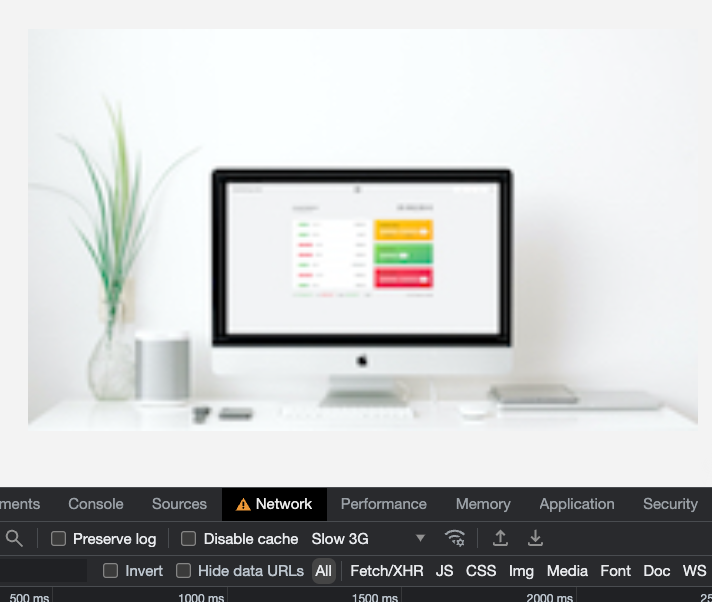 ments Console Sources Network Performance Memory Application Security
Preserve log Disable cache Slow 3G
Invert Hide data URLs All Fetch/XHR JS CSS Img Media Font Doc WS
500 ms 1000 ms 1500 ms 2000 ms 25